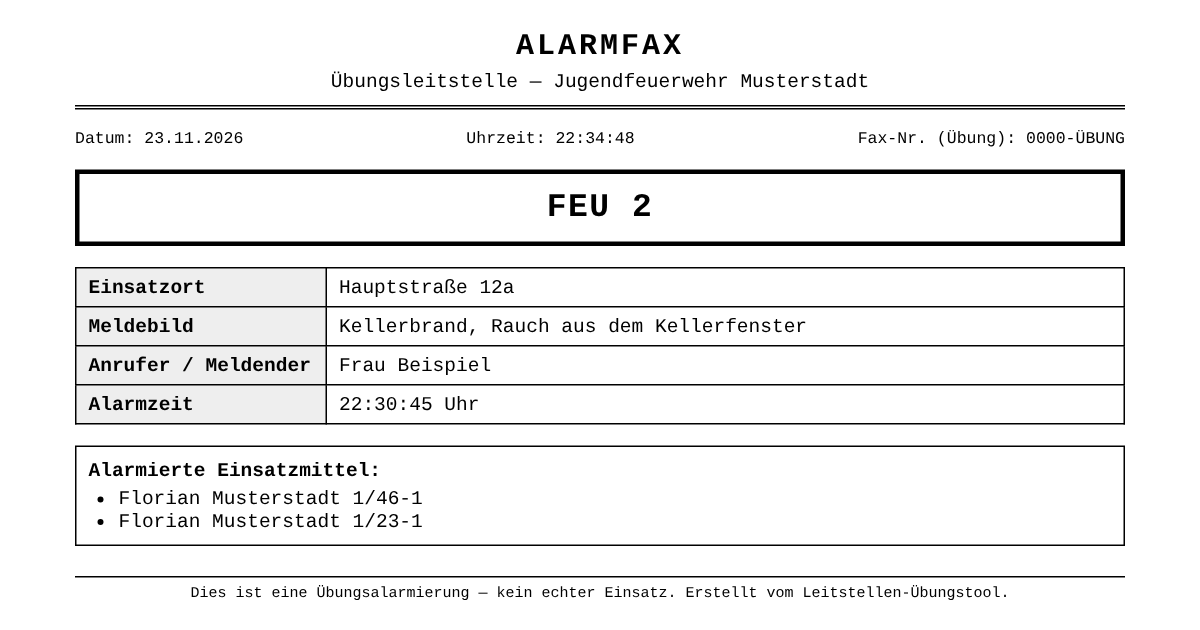 ALARMFAX
Übungsleitstelle — Jugendfeuerwehr Musterstadt
Datum: 23.11.2026 Uhrzeit: 22:34:48 Fax-Nr. (Übung): 0000-ÜBUNG
FEU 2
Einsatzort Hauptstraße 12a
Meldebild Kellerbrand, Rauch aus dem Kellerfenster
Anrufer / Meldender Frau Beispiel
Alarmzeit 22:30:45 Uhr
Alarmierte Einsatzmittel:
• Florian Musterstadt 1/46-1
• Florian Musterstadt 1/23-1
Dies ist eine Übungsalarmierung — kein echter Einsatz. Erstellt vom Leitstellen-Übungstool.